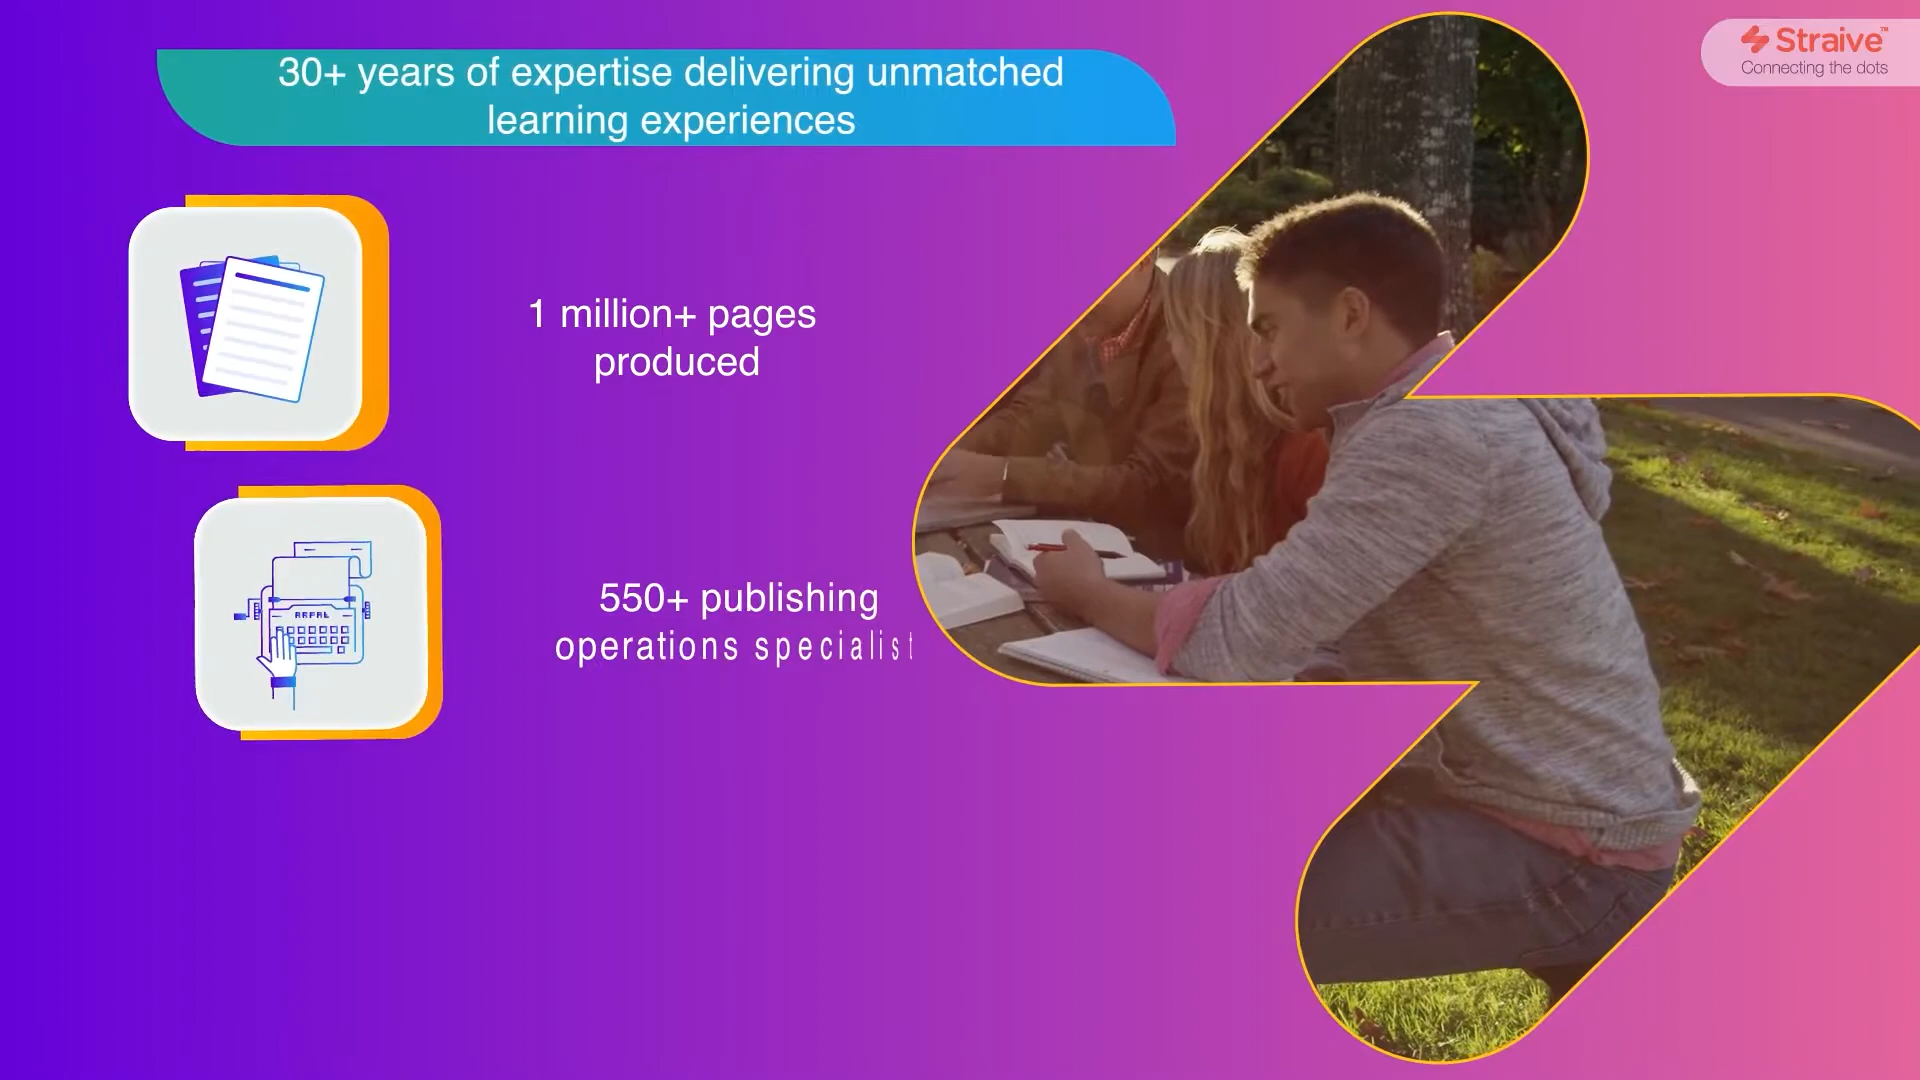 30+ years of expertise delivering unmatched
learning experiences
Straive™
Connecting the dots
1 million+ pages
produced
550+ publishing
operations specialist